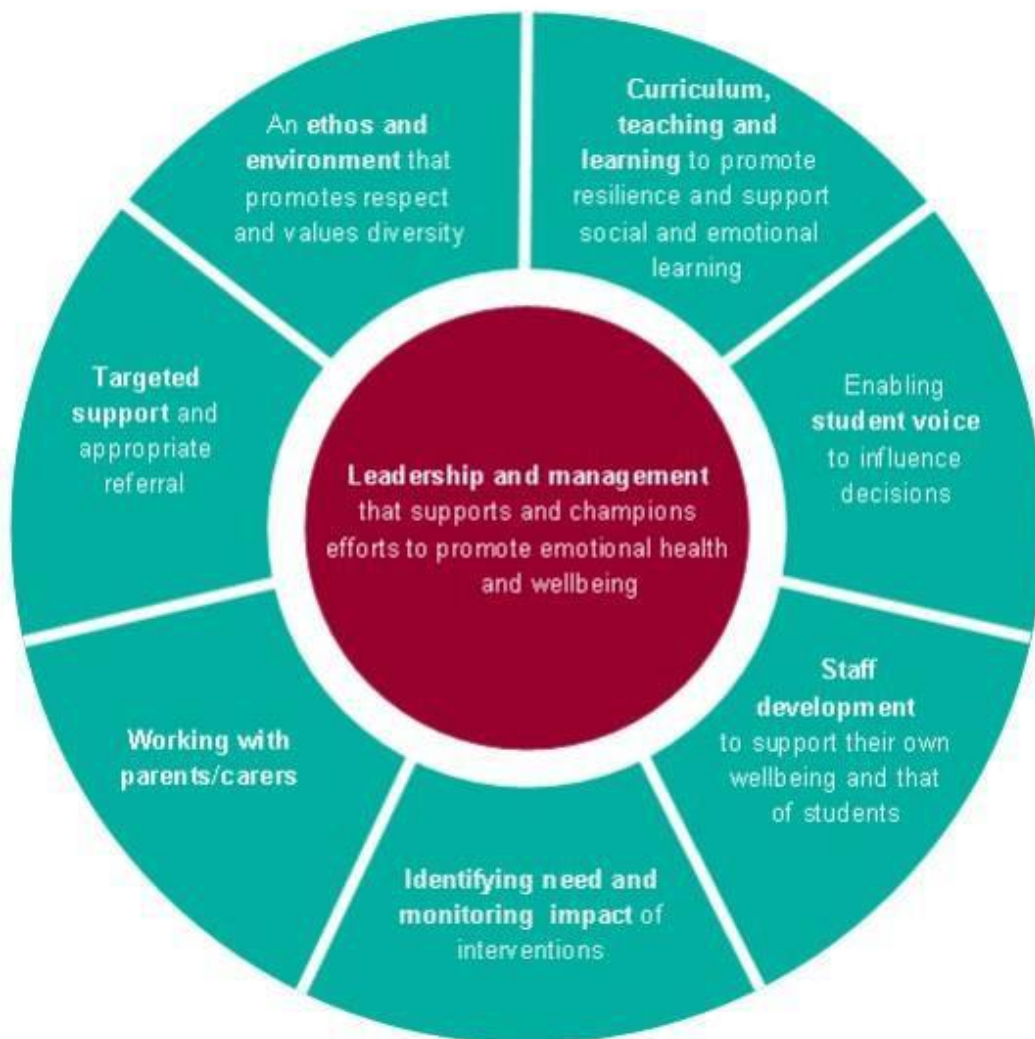 An ethos and
environment that
promotes respect
and values diversity
Curriculum,
teaching and
learning to promote
resilience and support
social and emotional
learning
Enabling
student voice
to influence
decisions
Staff
development
to support their own
wellbeing and that
of students
Identifying need and
monitoring impact of
interventions
Working with
parents/carers
Targeted
support and
appropriate
referral
Leadership and management
that supports and champions
efforts to promote emotional health
and wellbeing